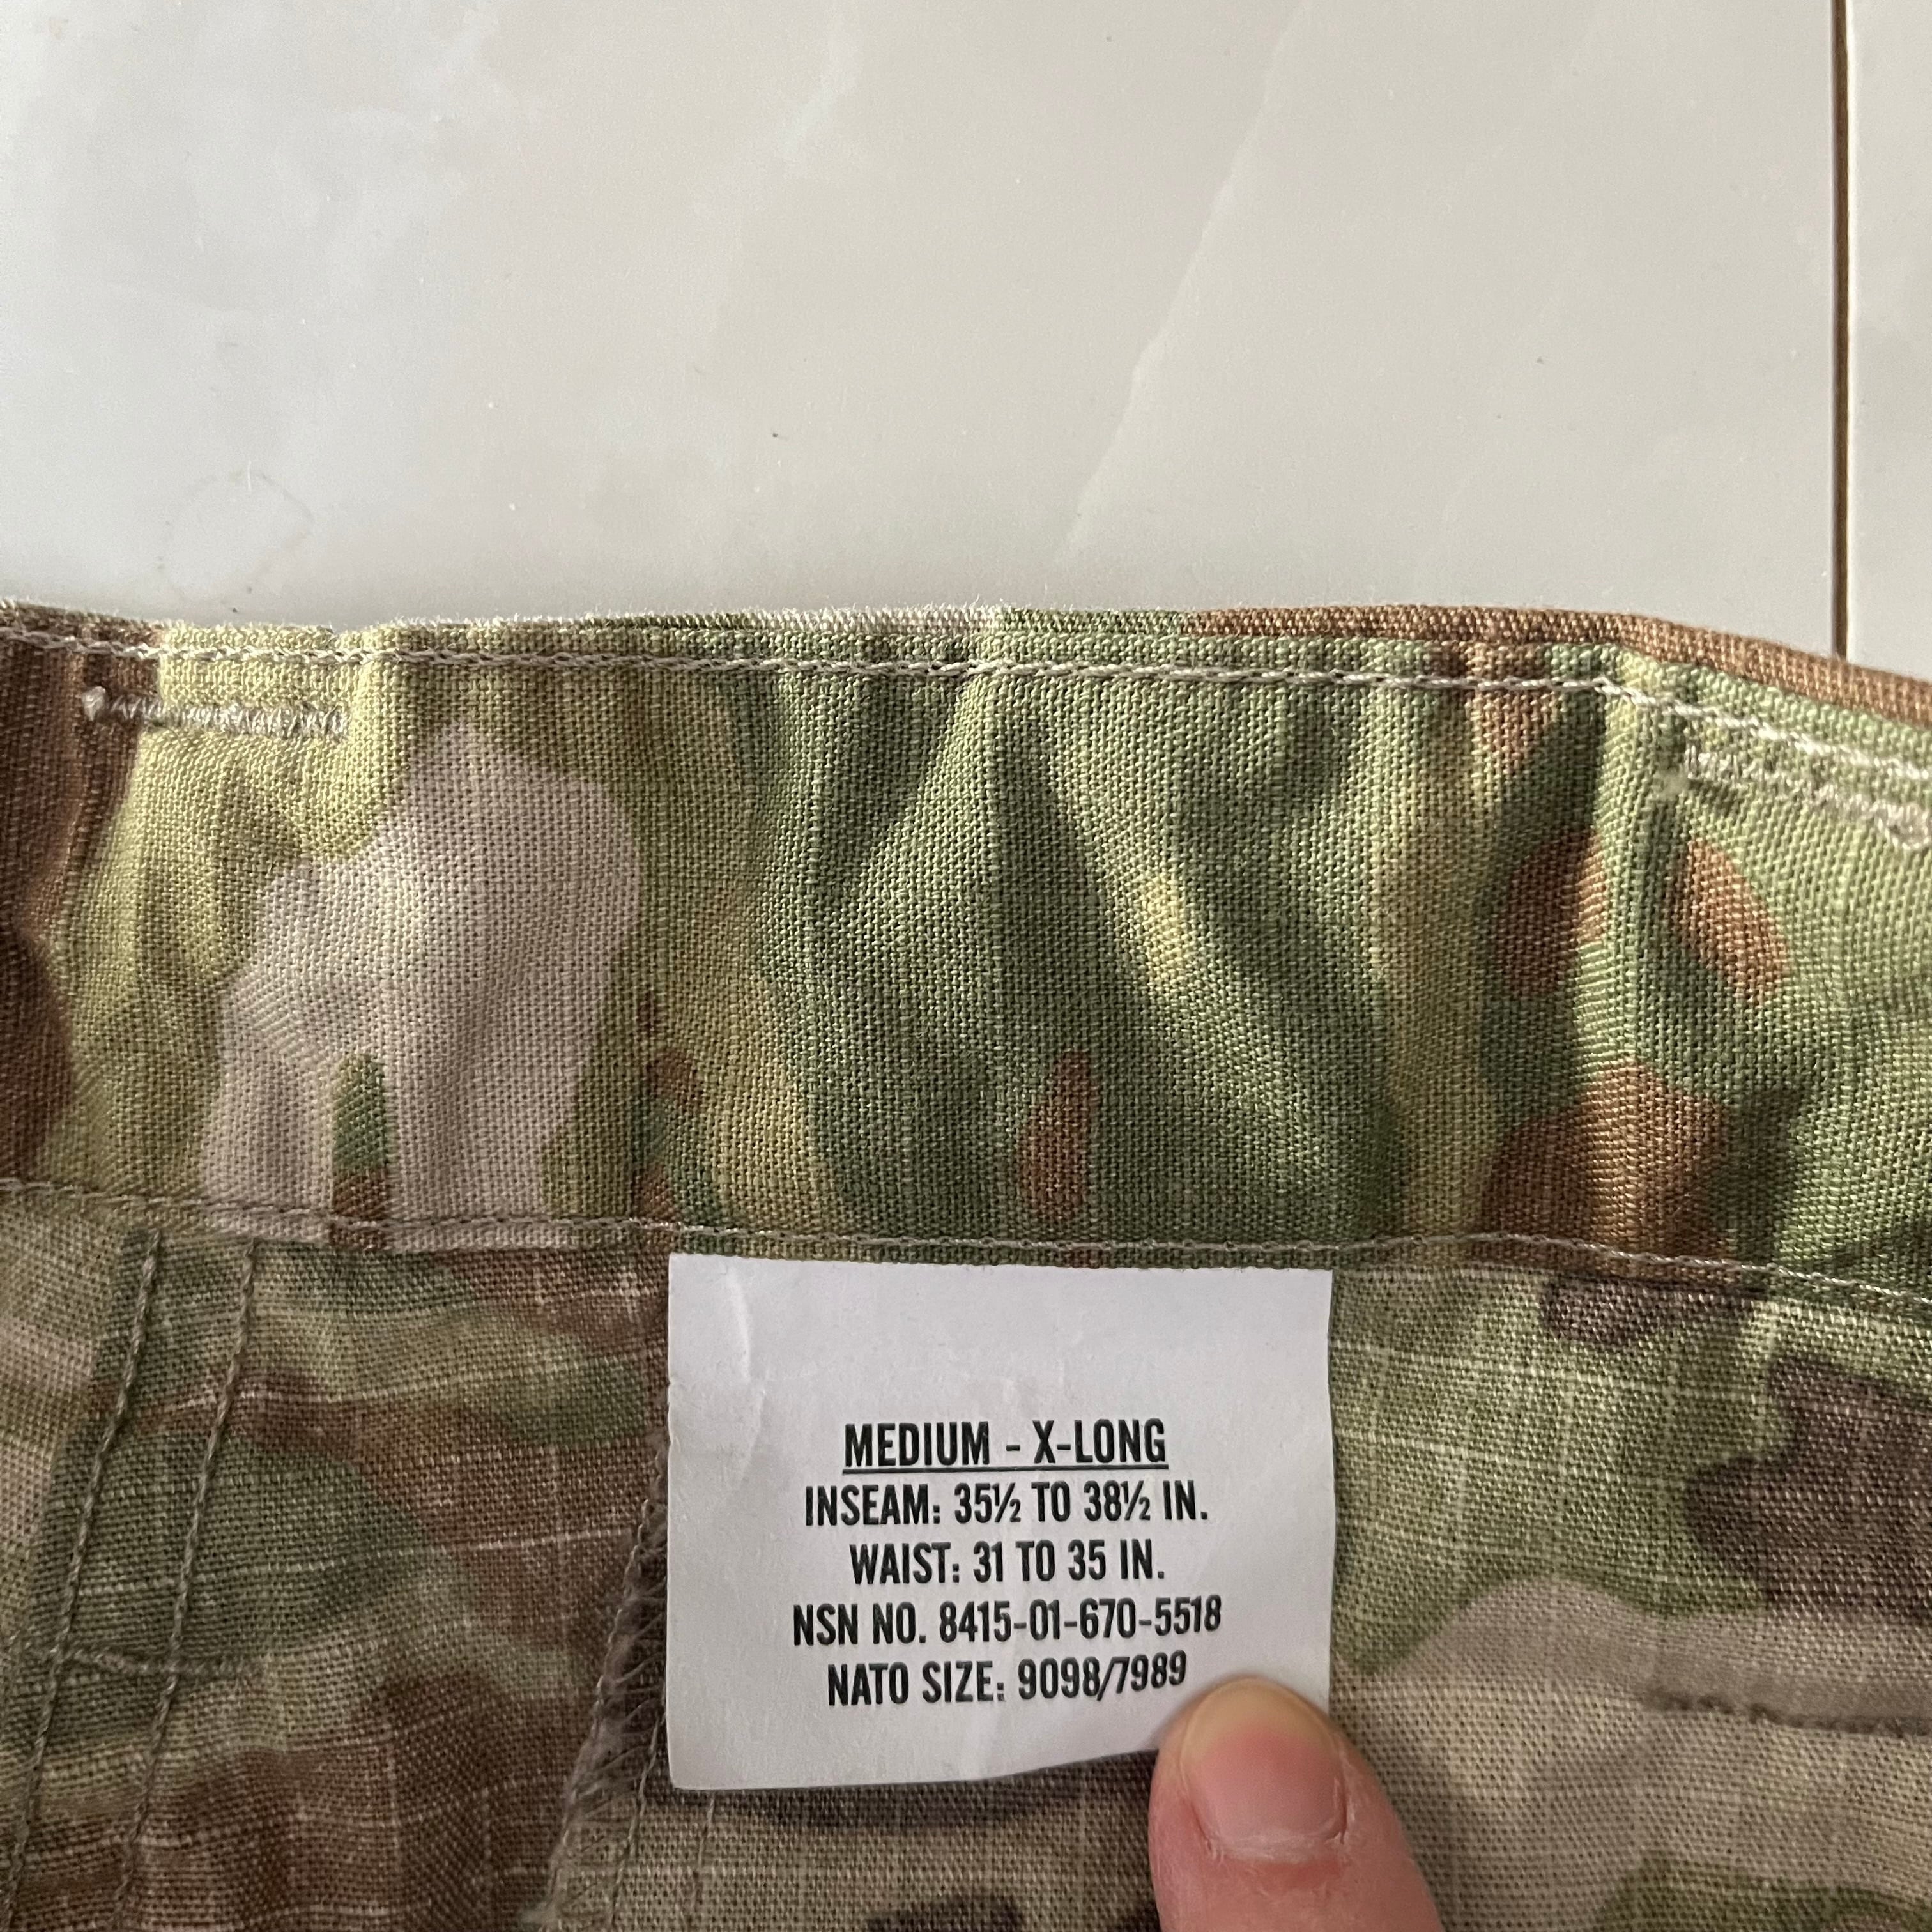 MEDIUM - X-LONG
INSEAM: 35½ TO 38½ IN.
WAIST: 31 TO 35 IN.
NSN NO. 8415-01-670-5518
NATO SIZE: 9098/7989